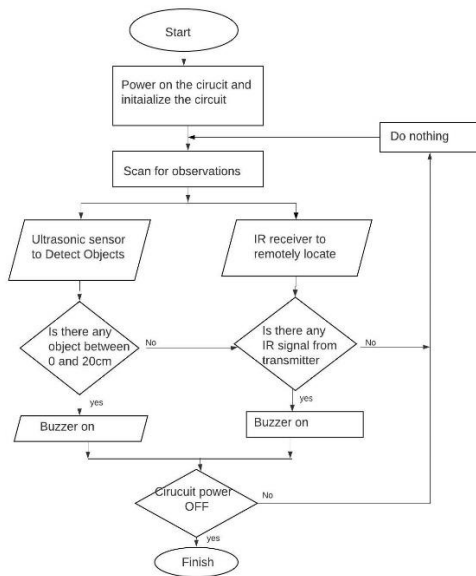 Start
Power on the cirucit and
initaialize the circuit
Do nothing
Scan for observations
Ultrasonic sensor
to Detect Objects
IR receiver to
remotely locate
Is there any
object between
0 and 20cm
No
Is there any
IR signal from
transmitter
No
yes
Buzzer on
yes
Buzzer on
Cirucuit power
OFF
No
yes
Finish